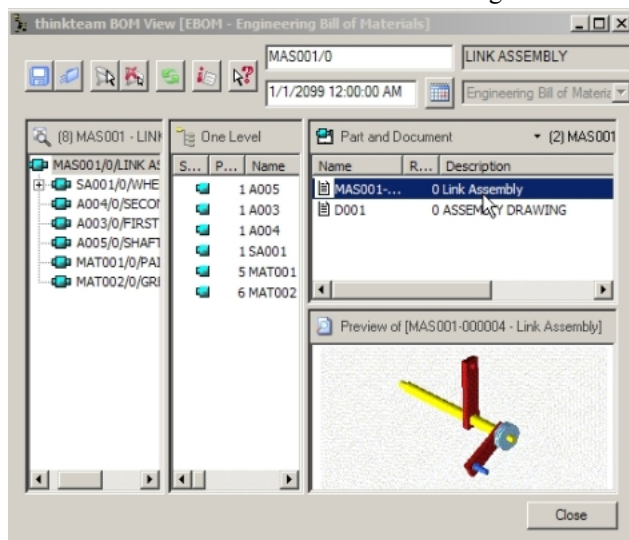 thinkteam BOM View [EBOM - Engineering Bill of Materials]
MAS001/0
LINK ASSEMBLY
1/1/2099 12:00:00 AM
Engineering Bill of Materia
(8) MAS001 - LINK
One Level
Part and Document
(2) MAS001
MAS001/0/LINK AS
SA001/0/WHE
A004/0/SECO
A003/0/FIRST
A005/0/SHAFT
MAT001/0/PAI
MAT002/0/GRI
S... P... Name
1 A005
1 A003
1 A004
1 SA001
5 MAT001
6 MAT002
Name R... Description
MAS001-... 0 Link Assembly
D001 0 ASSEMBLY DRAWING
Preview of [MAS001-000004 - Link Assembly]
Close